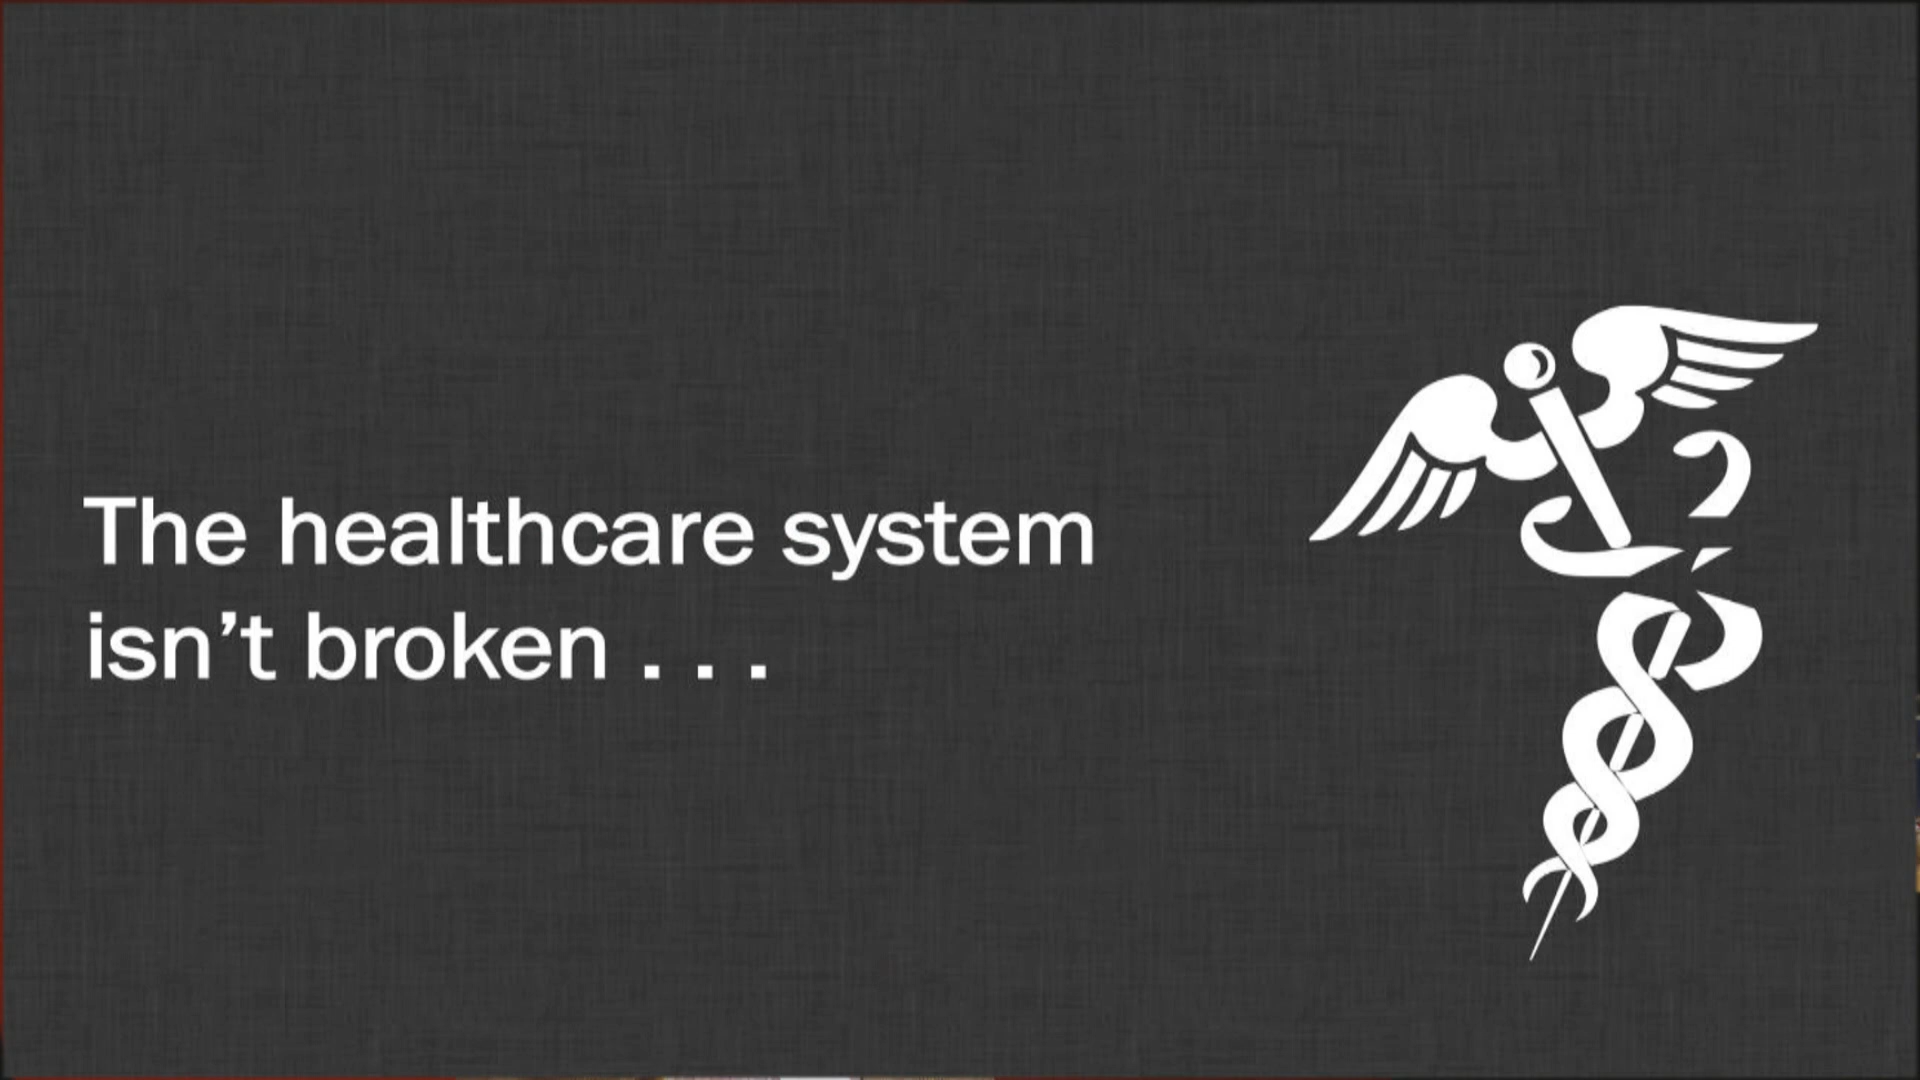 The healthcare system
isn’t broken . . .